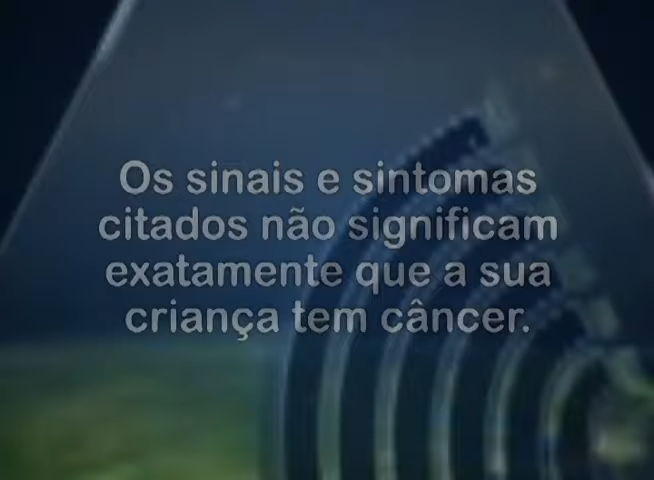 Os sinais e sintomas
citados não significam
exatamente que a sua
criança tem câncer.